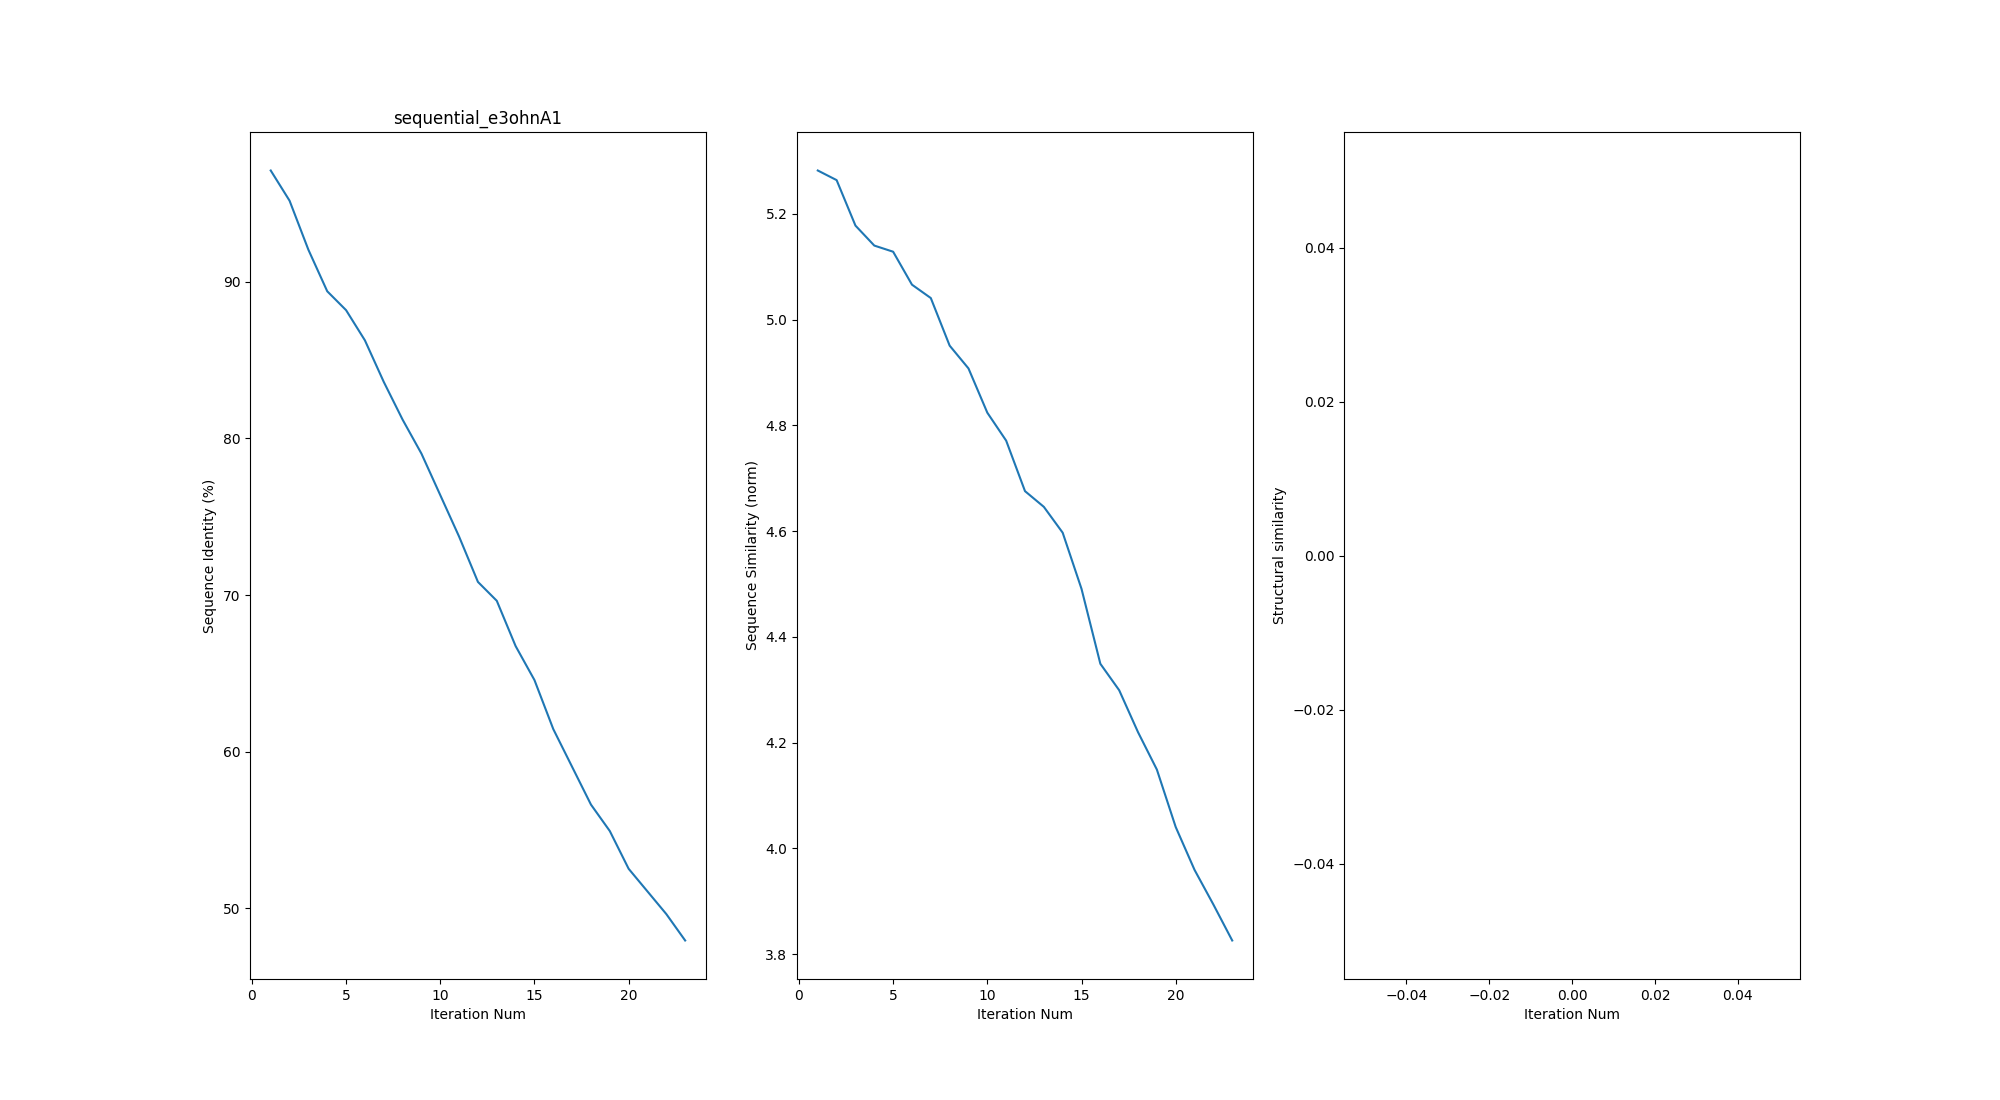 sequential_e3ohnA1
Sequence Identity (%)
90
80
70
60
50
0 5 10 15 20
Iteration Num
Sequence Similarity (norm)
5.2
5.0
4.8
4.6
4.4
4.2
4.0
3.8
0 5 10 15 20
Iteration Num
Structural similarity
0.04
0.02
0.00
−0.02
−0.04
−0.04 −0.02 0.00 0.02 0.04
Iteration Num